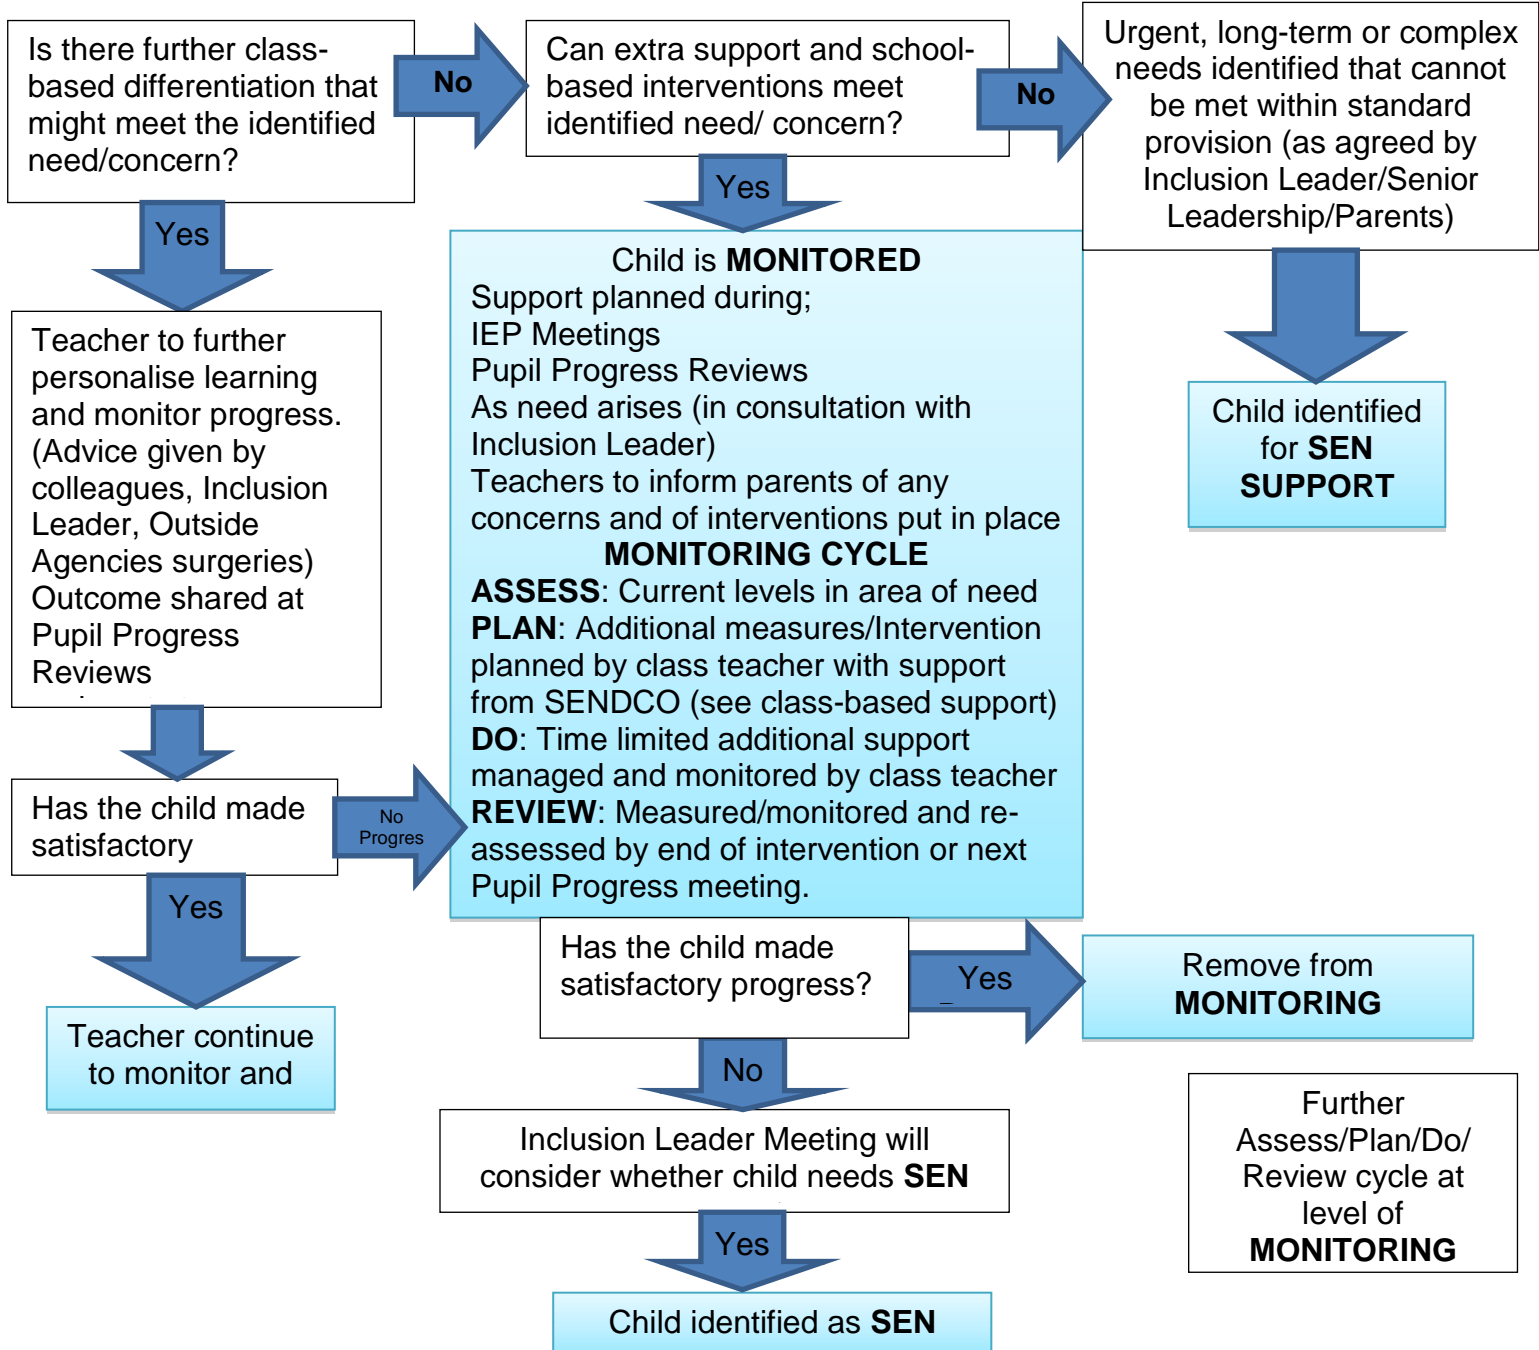 Is there further class-
based differentiation that
might meet the identified
need/concern?
No
Can extra support and school-
based interventions meet
identified need/ concern?
No
Urgent, long-term or complex
needs identified that cannot
be met within standard
provision (as agreed by
Inclusion Leader/Senior
Leadership/Parents)
Yes
Yes
Teacher to further
personalise learning
and monitor progress.
(Advice given by
colleagues, Inclusion
Leader, Outside
Agencies surgeries)
Outcome shared at
Pupil Progress
Reviews
Child is MONITORED
Support planned during;
IEP Meetings
Pupil Progress Reviews
As need arises (in consultation with
Inclusion Leader)
Teachers to inform parents of any
concerns and of interventions put in place
MONITORING CYCLE
ASSESS: Current levels in area of need
PLAN: Additional measures/Intervention
planned by class teacher with support
from SENDCO (see class-based support)
DO: Time limited additional support
managed and monitored by class teacher
REVIEW: Measured/monitored and re-
assessed by end of intervention or next
Pupil Progress meeting.
Child identified
for SEN
SUPPORT
Has the child made
satisfactory
No
Progres
Yes
Teacher continue
to monitor and
Has the child made
satisfactory progress?
Yes
Remove from
MONITORING
No
Inclusion Leader Meeting will
consider whether child needs SEN
Further
Assess/Plan/Do/
Review cycle at
level of
MONITORING
Yes
Child identified as SEN